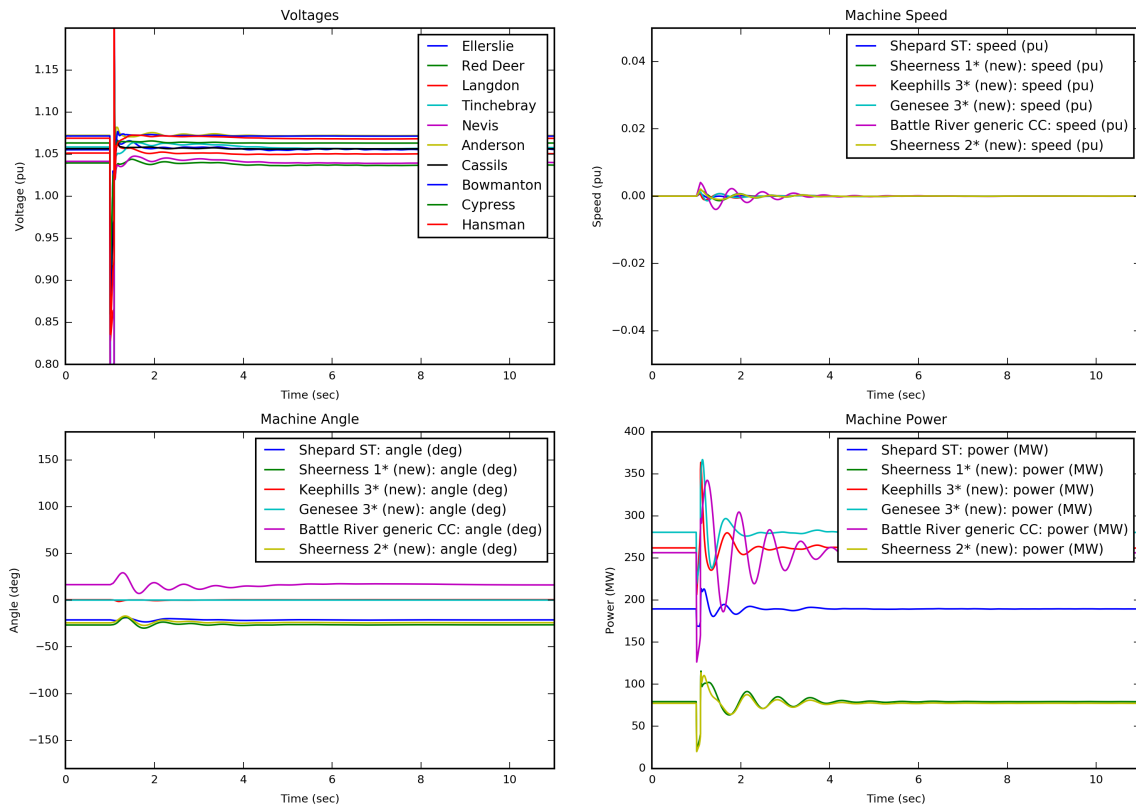 Voltages
1.15
1.10
1.05
1.00
0.95
0.90
0.85
0.80
Voltage (pu)
Ellerslie
Red Deer
Langdon
Tinchebray
Nevis
Anderson
Cassils
Bowmanton
Cypress
Hansman
0 2 4 6 8 10
Time (sec)
Machine Speed
0.04
0.02
0.00
−0.02
−0.04
Speed (pu)
Shepard ST: speed (pu)
Sheerness 1* (new): speed (pu)
Keephills 3* (new): speed (pu)
Genesee 3* (new): speed (pu)
Battle River generic CC: speed (pu)
Sheerness 2* (new): speed (pu)
0 2 4 6 8 10
Time (sec)
Machine Angle
150
100
50
0
−50
−100
−150
Angle (deg)
Shepard ST: angle (deg)
Sheerness 1* (new): angle (deg)
Keephills 3* (new): angle (deg)
Genesee 3* (new): angle (deg)
Battle River generic CC: angle (deg)
Sheerness 2* (new): angle (deg)
0 2 4 6 8 10
Time (sec)
Machine Power
400
350
300
250
200
150
100
50
0
Power (MW)
Shepard ST: power (MW)
Sheerness 1* (new): power (MW)
Keephills 3* (new): power (MW)
Genesee 3* (new): power (MW)
Battle River generic CC: power (MW)
Sheerness 2* (new): power (MW)
0 2 4 6 8 10
Time (sec)